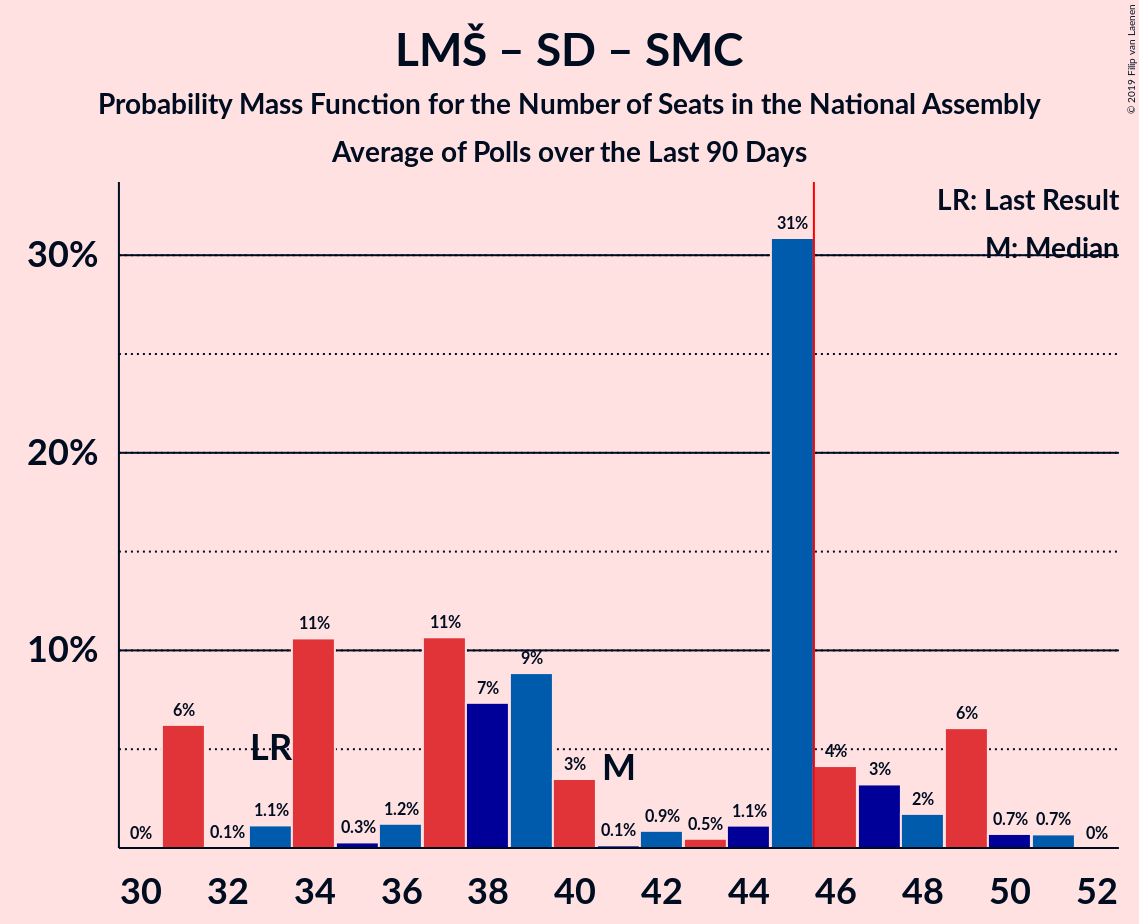 LMŠ – SD – SMC
Probability Mass Function for the Number of Seats in the National Assembly
Average of Polls over the Last 90 Days
© 2019 Filip van Laenen
LR: Last Result
M: Median
30%
20%
10%
0%
6%
0.1%
1.1%
11%
0.3%
1.2%
11%
7%
9%
3%
0.1%
0.9%
0.5%
1.1%
31%
4%
3%
2%
6%
0.7%
0.7%
0%
LR
M
30 32 34 36 38 40 42 44 46 48 50 52